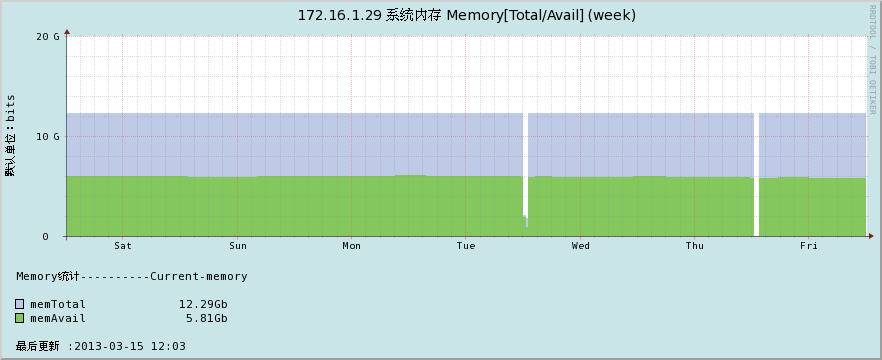 172.16.1.29 系统内存 Memory[Total/Avail] (week)
RRDTOOL / TOBI OETIKER
默认单位：bits
20 G
10 G
0
Sat Sun Mon Tue Wed Thu Fri
Memory统计----------Current-memory
memTotal 12.29Gb
memAvail 5.81Gb
最后更新 :2013-03-15 12:03